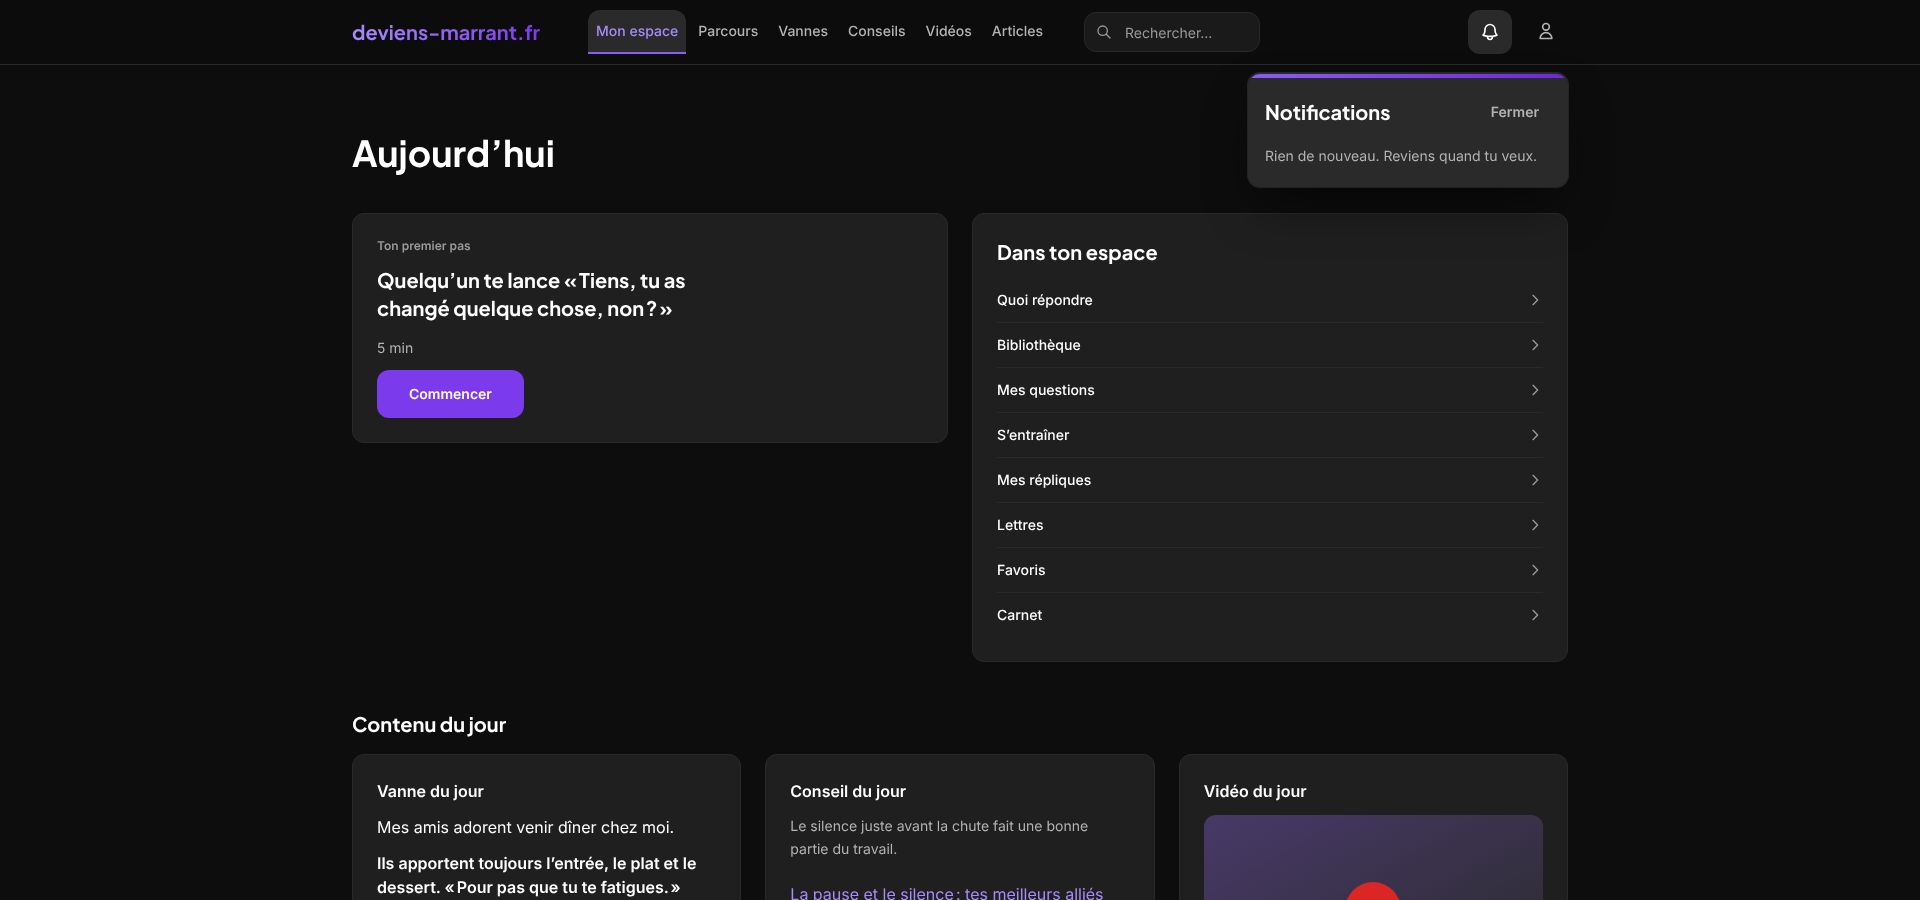 deviens-marrant.fr
Mon espace
Parcours
Vannes
Conseils
Vidéos
Articles
Rechercher...
Notifications
Fermer
Rien de nouveau. Reviens quand tu veux.
Aujourd’hui
Ton premier pas
Quelqu’un te lance « Tiens, tu as
changé quelque chose, non ? »
5 min
Commencer
Dans ton espace
Quoi répondre
Bibliothèque
Mes questions
S’entraîner
Mes répliques
Lettres
Favoris
Carnet
Contenu du jour
Vanne du jour
Mes amis adorent venir dîner chez moi.
Ils apportent toujours l’entrée, le plat et le
dessert. « Pour pas que tu te fatigues. »
Conseil du jour
Le silence juste avant la chute fait une bonne
partie du travail.
La pause et le silence : tes meilleurs alliés
Vidéo du jour